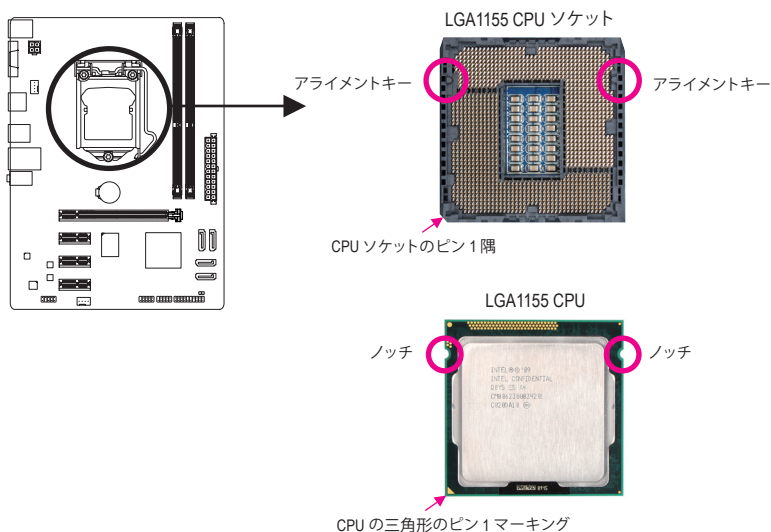 LGA1155 CPU ソケット
アライメントキー
アライメントキー
CPU ソケットのピン 1 隅
LGA1155 CPU
ノッチ
ノッチ
INTEL CONFIDENTIAL
CPU の三角形のピン 1 マーキング